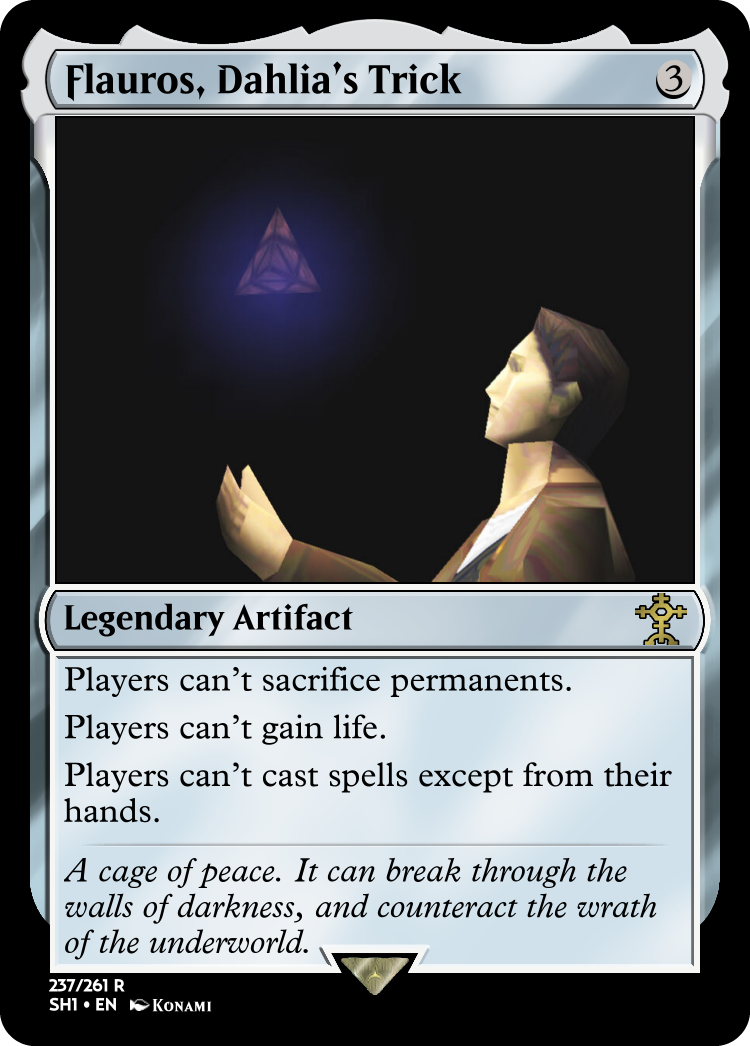 Flauros, Dahlia's Trick 3
Legendary Artifact
Players can't sacrifice permanents.
Players can't gain life.
Players can't cast spells except from their
hands.
A cage of peace. It can break through the
walls of darkness, and counteract the wrath
of the underworld.
237/261 R
SH1 • EN KONAMI